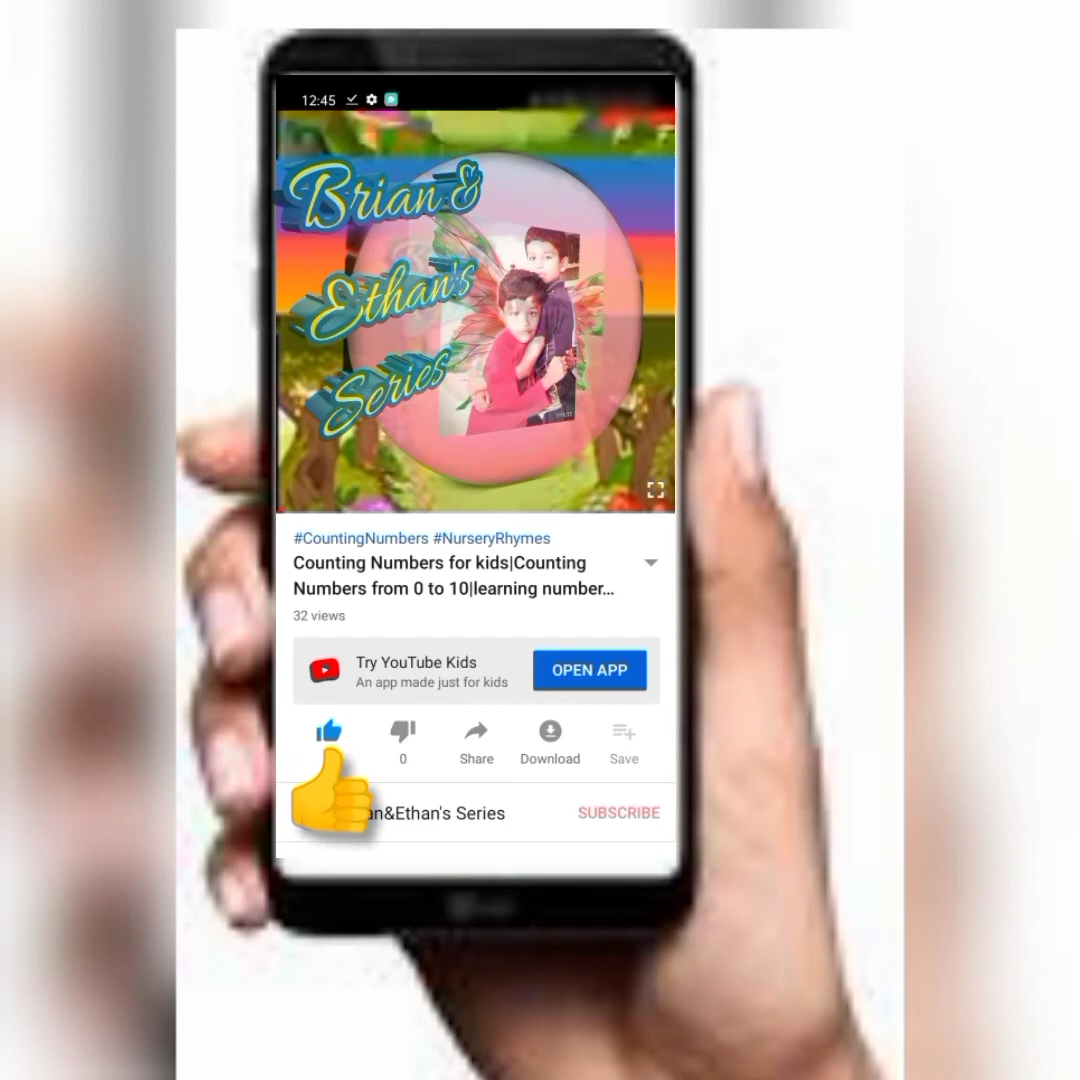 12:45
Brian &
Ethan's
Series
#CountingNumbers #NurseryRhymes
Counting Numbers for kids|Counting
Numbers from 0 to 10|learning number...
32 views
Try YouTube Kids
An app made just for kids
OPEN APP
0
Share
Download
Save
an&Ethan's Series
SUBSCRIBE